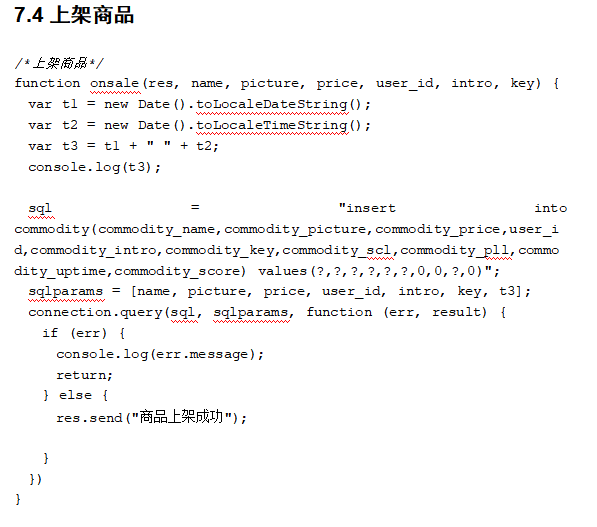 7.4 上架商品
/*上架商品*/
function onsale(res, name, picture, price, user_id, intro, key) {
var t1 = new Date().toLocaleDateString();
var t2 = new Date().toLocaleTimeString();
var t3 = t1 + " " + t2;
console.log(t3);
sql = "insert into
commodity(commodity_name,commodity_picture,commodity_price,user_i
d,commodity_intro,commodity_key,commodity_scl,commodity_pll,commo
dity_uptime,commodity_score) values(?,?,?,?,?,?,0,0,?,0)";
sqlparams = [name, picture, price, user_id, intro, key, t3];
connection.query(sql, sqlparams, function (err, result) {
if (err) {
console.log(err.message);
return;
} else {
res.send("商品上架成功");
}
})
}